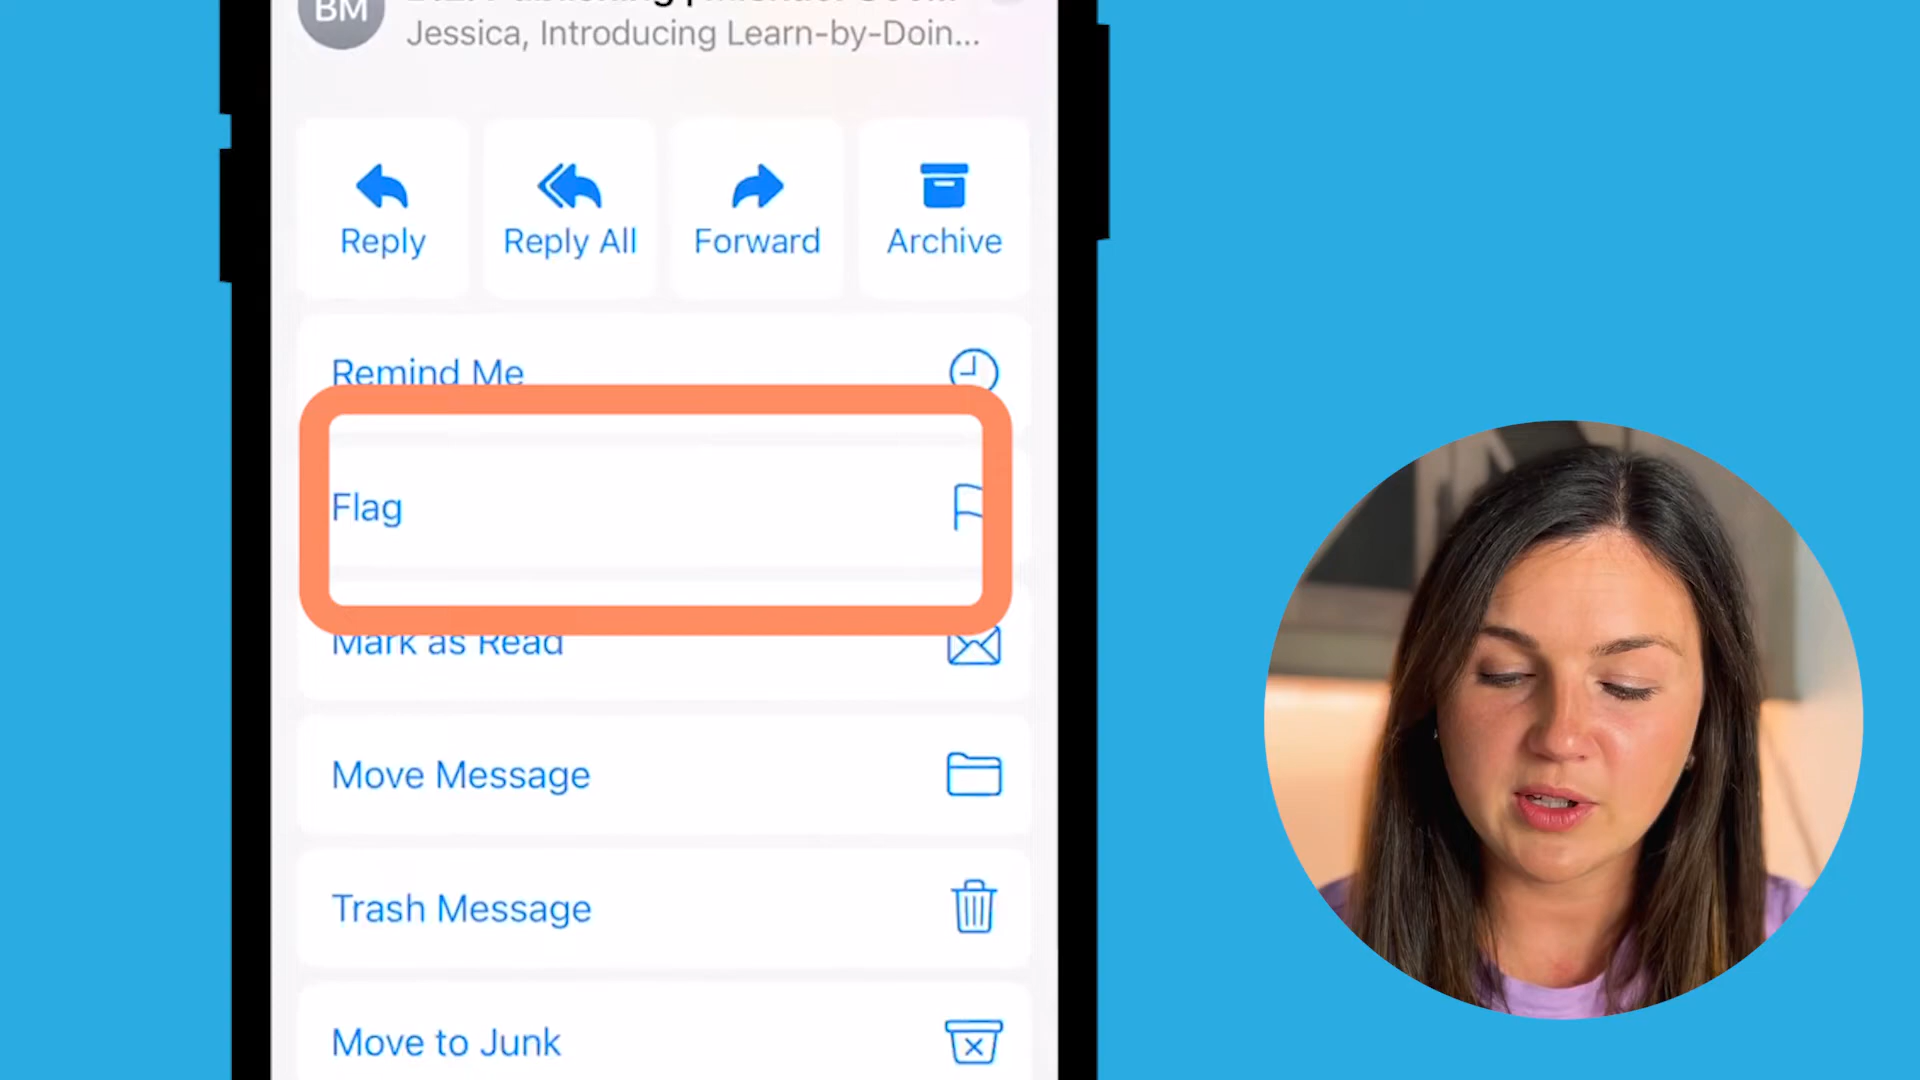 BM
Jessica, Introducing Learn-by-Doin...
Reply
Reply All
Forward
Archive
Remind Me
Flag
Mark as Read
Move Message
Trash Message
Move to Junk